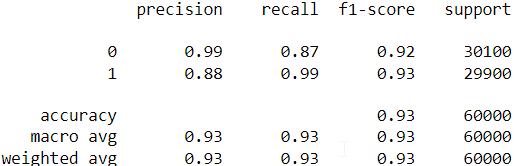 precision recall f1-score support
0 0.99 0.87 0.92 30100
1 0.88 0.99 0.93 29900
accuracy 0.93 60000
macro avg 0.93 0.93 0.93 60000
weighted avg 0.93 0.93 0.93 60000